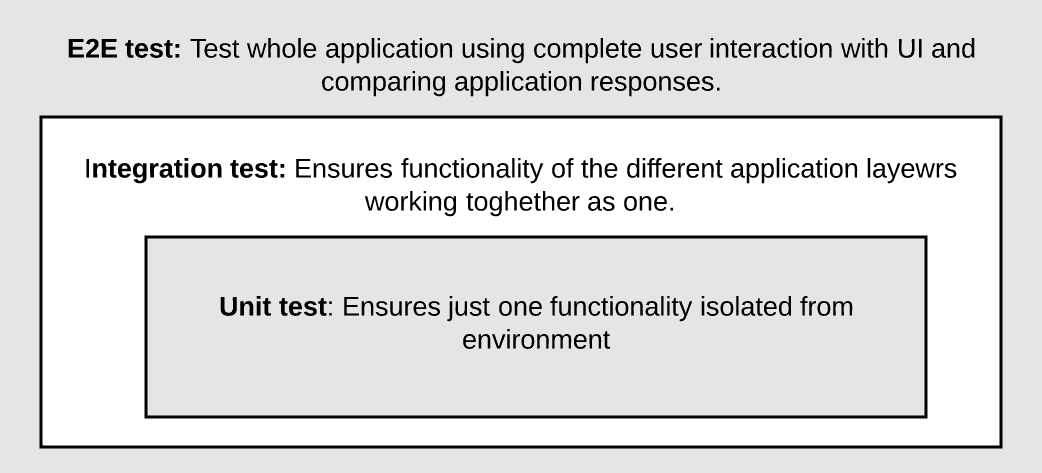 E2E test: Test whole application using complete user interaction with UI and
comparing application responses.
Integration test: Ensures functionality of the different application layewrs
working toghether as one.
Unit test: Ensures just one functionality isolated from
environment